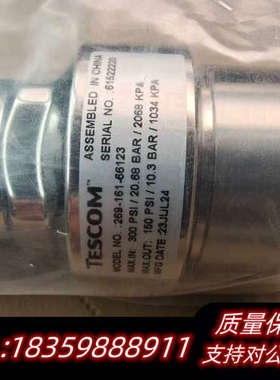 TESCOM™
ASSEMBLED IN CHINA
SERIAL NO.:
MODEL NO.: 269-161-66123
MAX.IN: 300 PSI / 20.68 BAR / 2068 KPA
MAX.OUT: 150 PSI / 10.3 BAR / 1034 KPA
MFG DATE: 23JUL24
质量保
:18359888911
支持对公